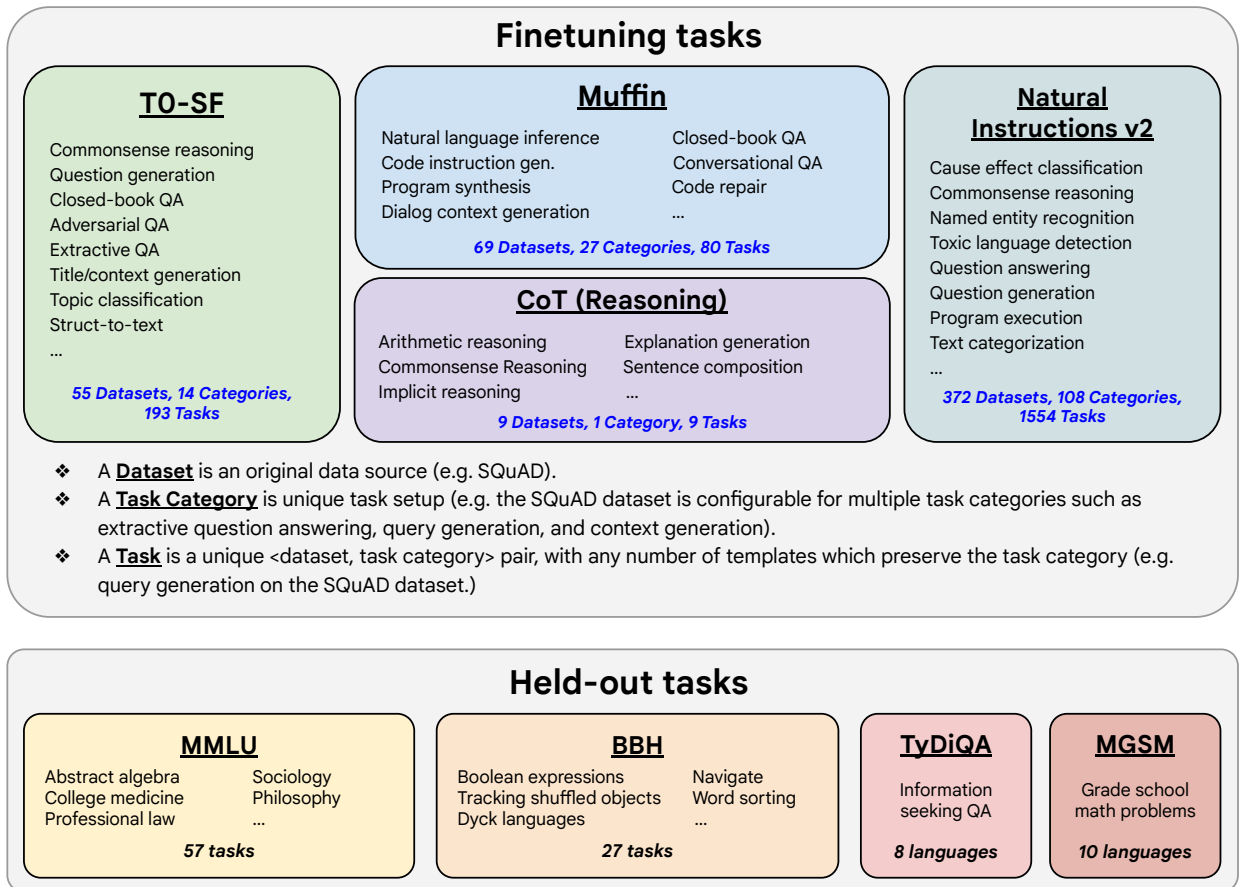 Finetuning tasks
T0-SF
Commonsense reasoning
Question generation
Closed-book QA
Adversarial QA
Extractive QA
Title/context generation
Topic classification
Struct-to-text
...
55 Datasets, 14 Categories,
193 Tasks
Muffin
Natural language inference
Code instruction gen.
Program synthesis
Dialog context generation
Closed-book QA
Conversational QA
Code repair
...
69 Datasets, 27 Categories, 80 Tasks
CoT (Reasoning)
Arithmetic reasoning
Commonsense Reasoning
Implicit reasoning
Explanation generation
Sentence composition
...
9 Datasets, 1 Category, 9 Tasks
Natural
Instructions v2
Cause effect classification
Commonsense reasoning
Named entity recognition
Toxic language detection
Question answering
Question generation
Program execution
Text categorization
...
372 Datasets, 108 Categories,
1554 Tasks
❖ A Dataset is an original data source (e.g. SQuAD).
❖ A Task Category is unique task setup (e.g. the SQuAD dataset is configurable for multiple task categories such as
extractive question answering, query generation, and context generation).
❖ A Task is a unique <dataset, task category> pair, with any number of templates which preserve the task category (e.g.
query generation on the SQuAD dataset.)
Held-out tasks
MMLU
Abstract algebra
College medicine
Professional law
Sociology
Philosophy
...
57 tasks
BBH
Boolean expressions
Tracking shuffled objects
Dyck languages
Navigate
Word sorting
...
27 tasks
TyDiQA
Information
seeking QA
8 languages
MGSM
Grade school
math problems
10 languages